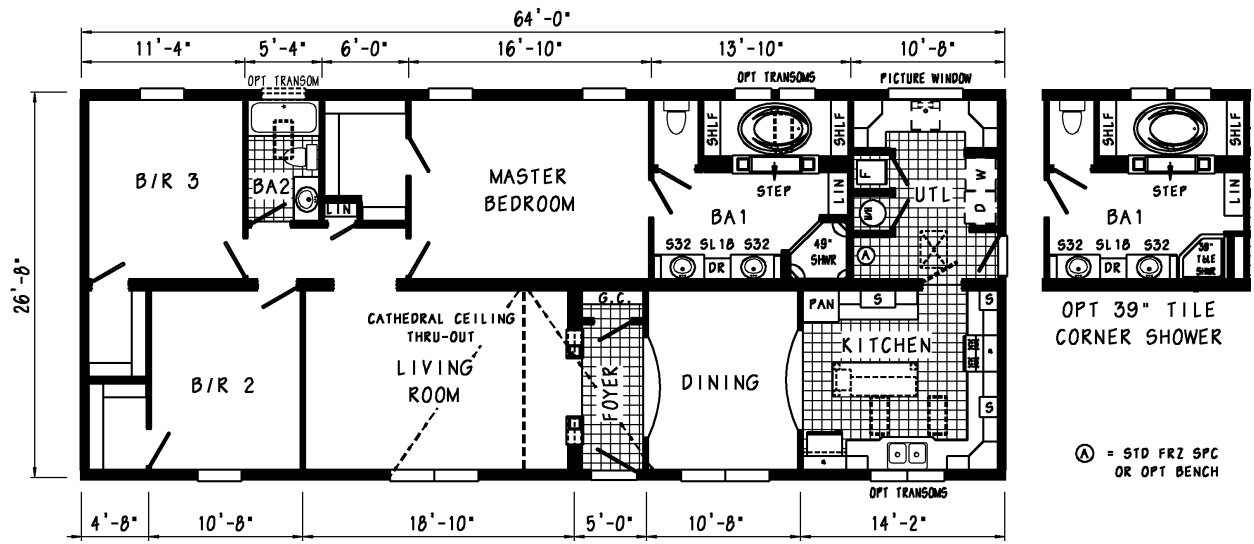 64'-0"
11'-4" 5'-4" 6'-0" 16'-10" 13'-10" 10'-8"
OPT TRANSOM OPT TRANSOMS PICTURE WINDOW
26'-8"
B/R 3
BA2
LIN
MASTER
BEDROOM
SHLF SHLF
STEP
BA1
LIN
S32 SL18 S32
DR
49"
SHWR
F
WH
UTL
W
D
A
SHLF SHLF
STEP
BA1
LIN
S32 SL18 S32
DR
39"
TILE
SHWR
OPT 39" TILE
CORNER SHOWER
B/R 2
CATHEDRAL CEILING
THRU-OUT
LIVING
ROOM
G.C.
FOYER
DINING
PAN
S
S
KITCHEN
S
A = STD FRZ SPC
OR OPT BENCH
OPT TRANSOMS
4'-8" 10'-8" 18'-10" 5'-0" 10'-8" 14'-2"